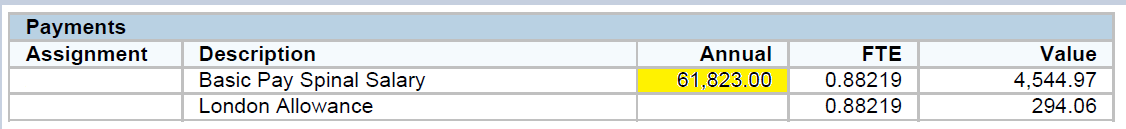 Payments
Assignment Description Annual FTE Value
Basic Pay Spinal Salary 61,823.00 0.88219 4,544.97
London Allowance 0.88219 294.06